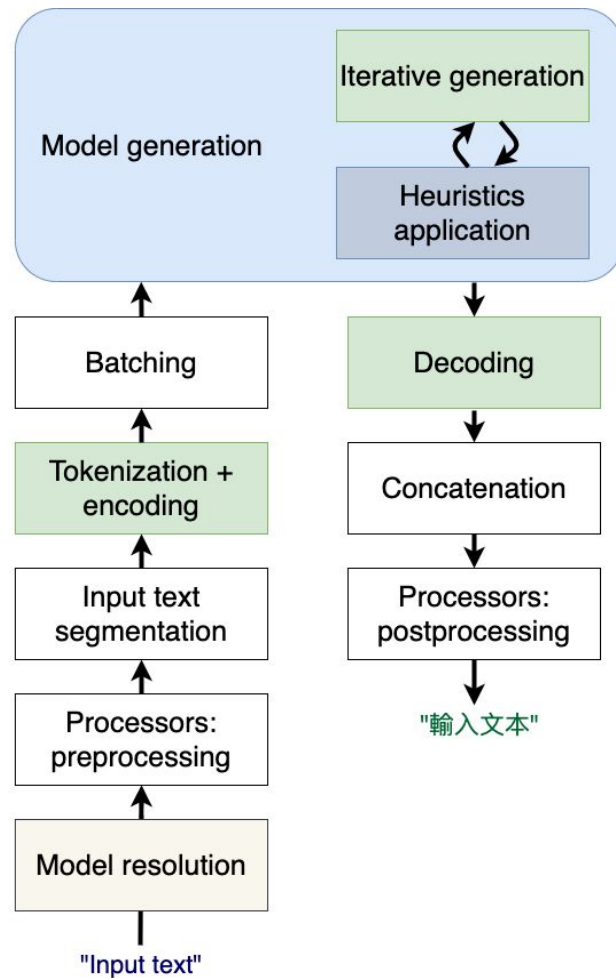 Iterative generation
Model generation
Heuristics
application
Batching
Decoding
Tokenization +
encoding
Concatenation
Input text
segmentation
Processors:
postprocessing
Processors:
preprocessing
"輸入文本"
Model resolution
"Input text"